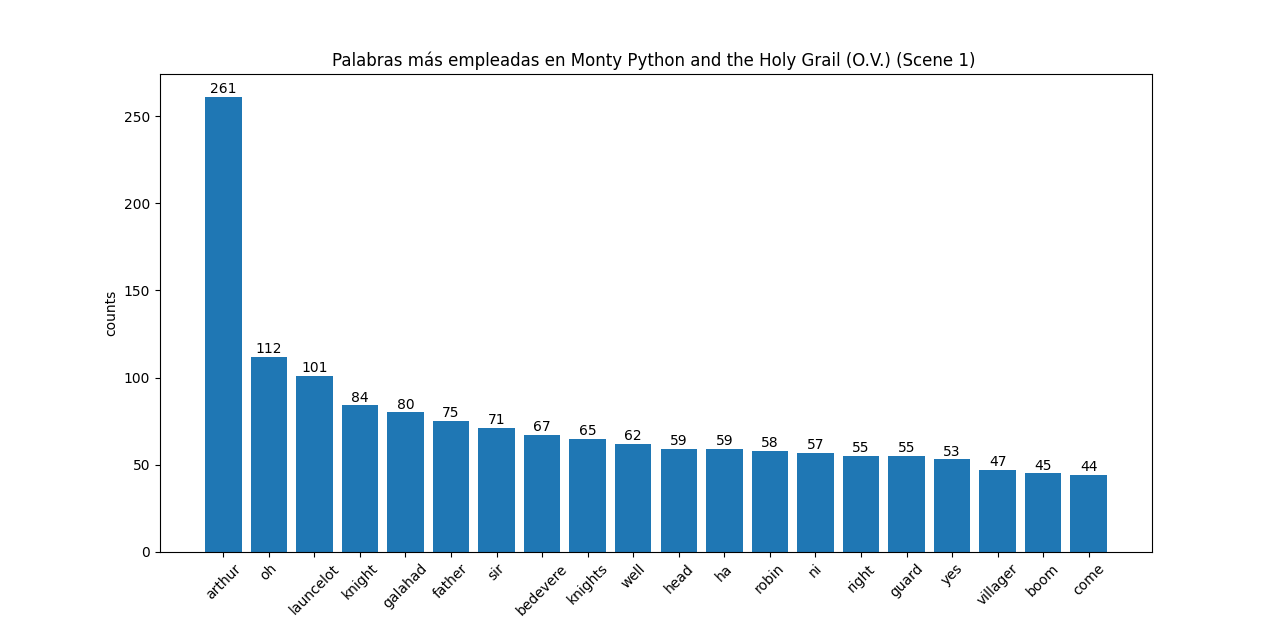 Palabras más empleadas en Monty Python and the Holy Grail (O.V.) (Scene 1)
counts
250
200
150
100
50
0
261
112
101
84
80
75
71
67
65
62
59
59
58
57
55
55
53
47
45
44
arthur
oh
launcelot
knight
galahad
father
sir
bedevere
knights
well
head
ha
robin
ni
right
guard
yes
villager
boom
come